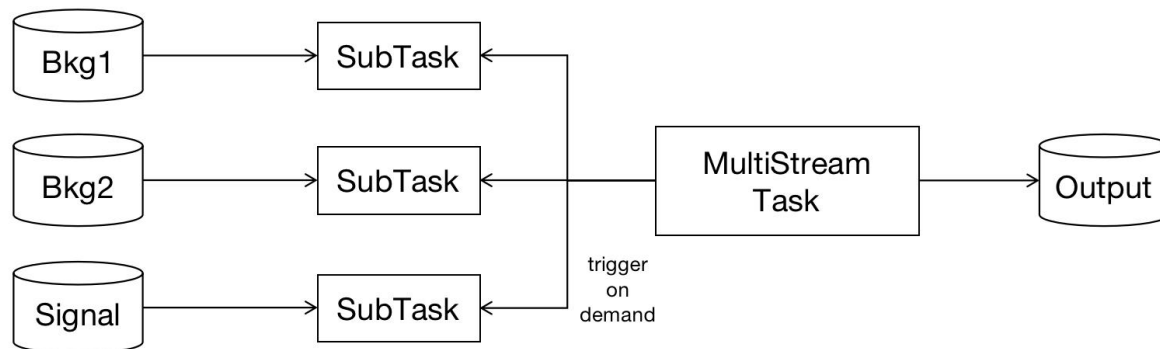 Bkg1
SubTask
Bkg2
SubTask
MultiStream
Task
Output
Signal
SubTask
trigger
on
demand